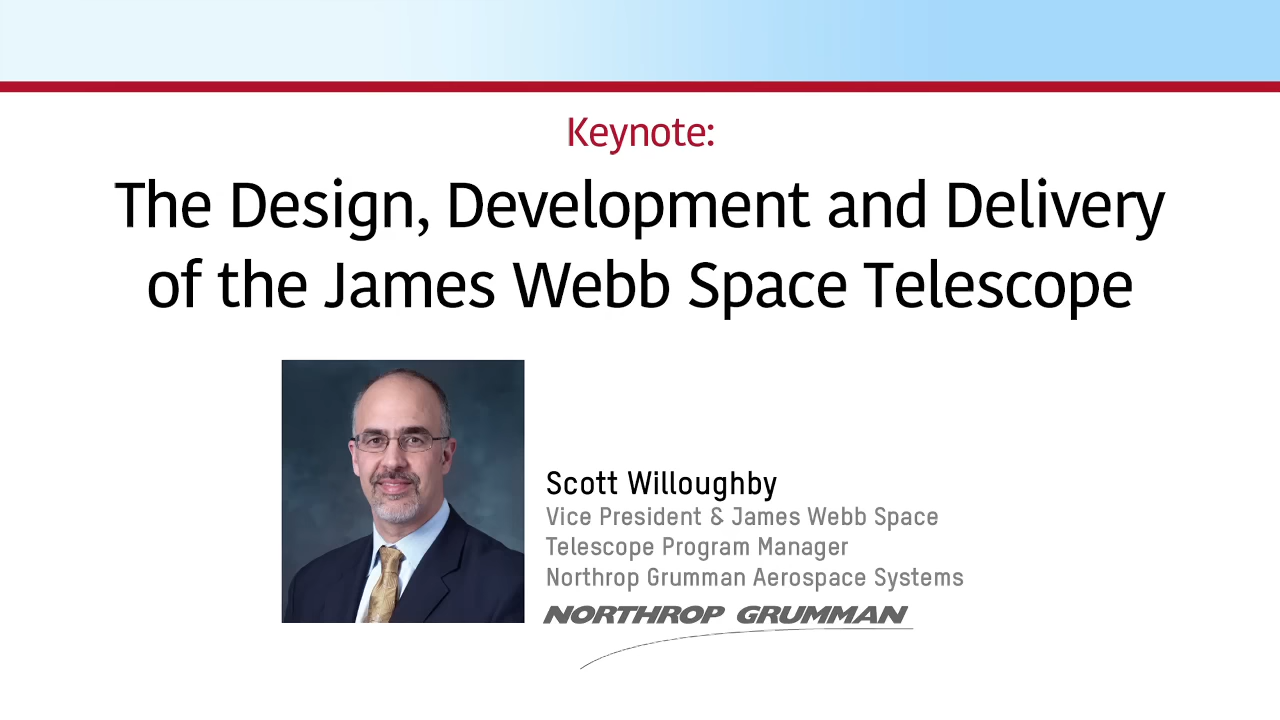 Keynote:
The Design, Development and Delivery
of the James Webb Space Telescope
Scott Willoughby
Vice President & James Webb Space
Telescope Program Manager
Northrop Grumman Aerospace Systems
NORTHROP GRUMMAN